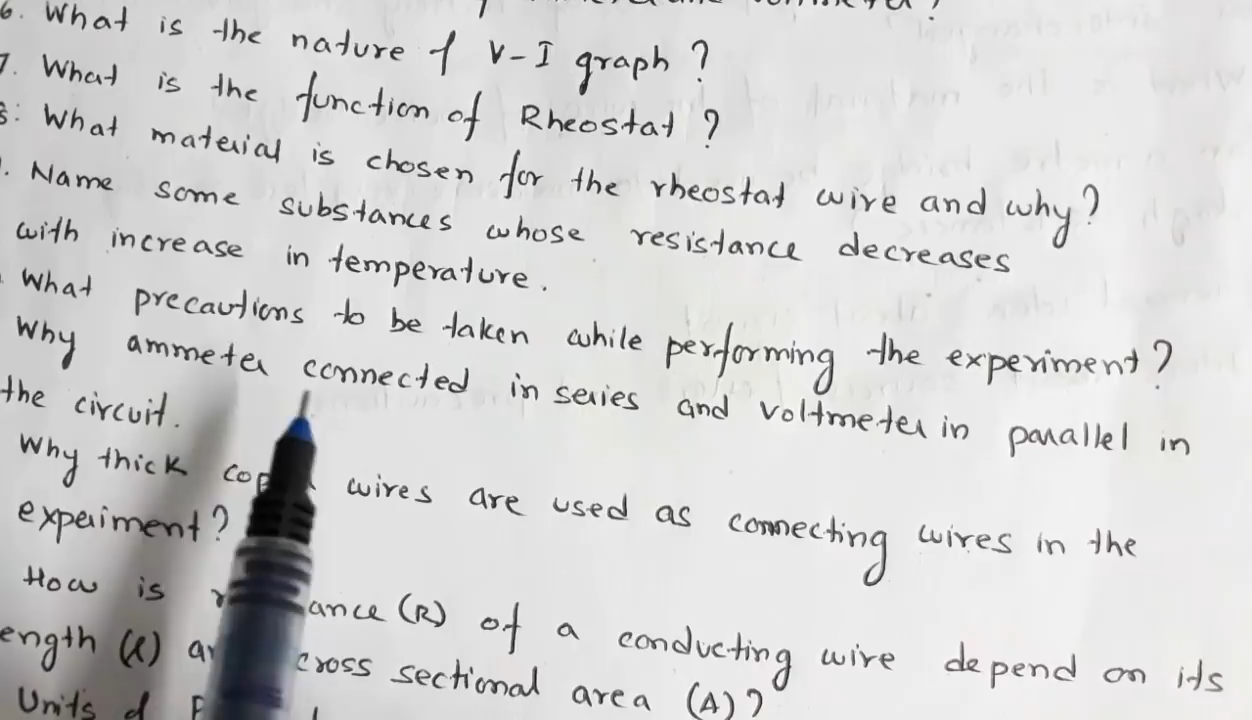 6. What is the nature of V-I graph?
7. What is the function of Rheostat?
8: What material is chosen for the rheostat wire and why?
. Name some substances whose resistance decreases
with increase in temperature.
What precautions to be taken while performing the experiment?
Why ammeter connected in series and voltmeter in parallel in
the circuit.
Why thick wires are used as connecting wires in the
experiment?
How is ance (R) of a conducting wire depend on its
ength (l) cross sectional area (A)?
Units of